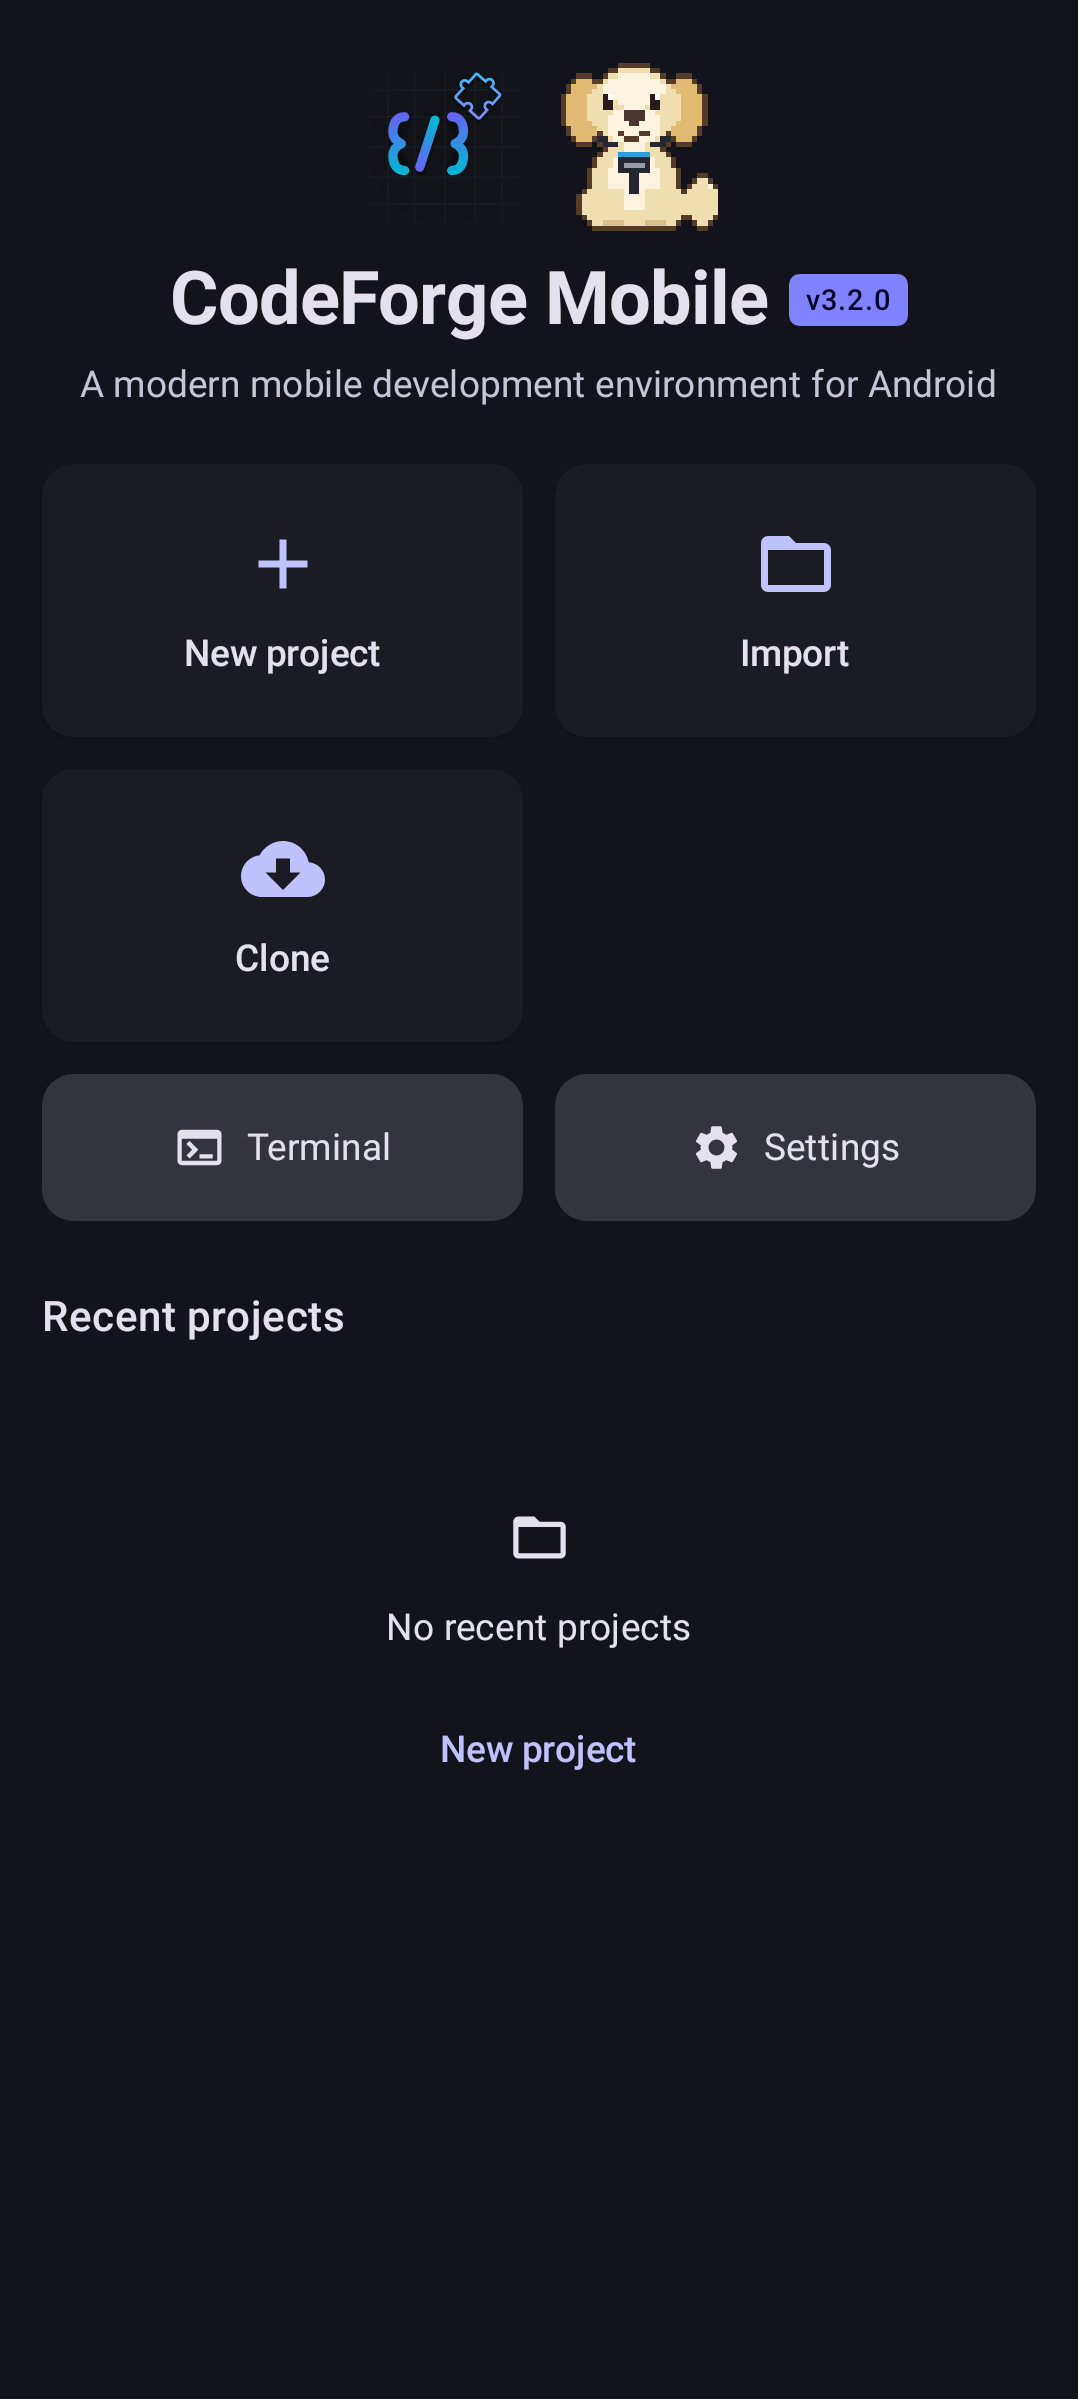 {/}
CodeForge Mobile v3.2.0
A modern mobile development environment for Android
New project
Import
Clone
Terminal
Settings
Recent projects
No recent projects
New project